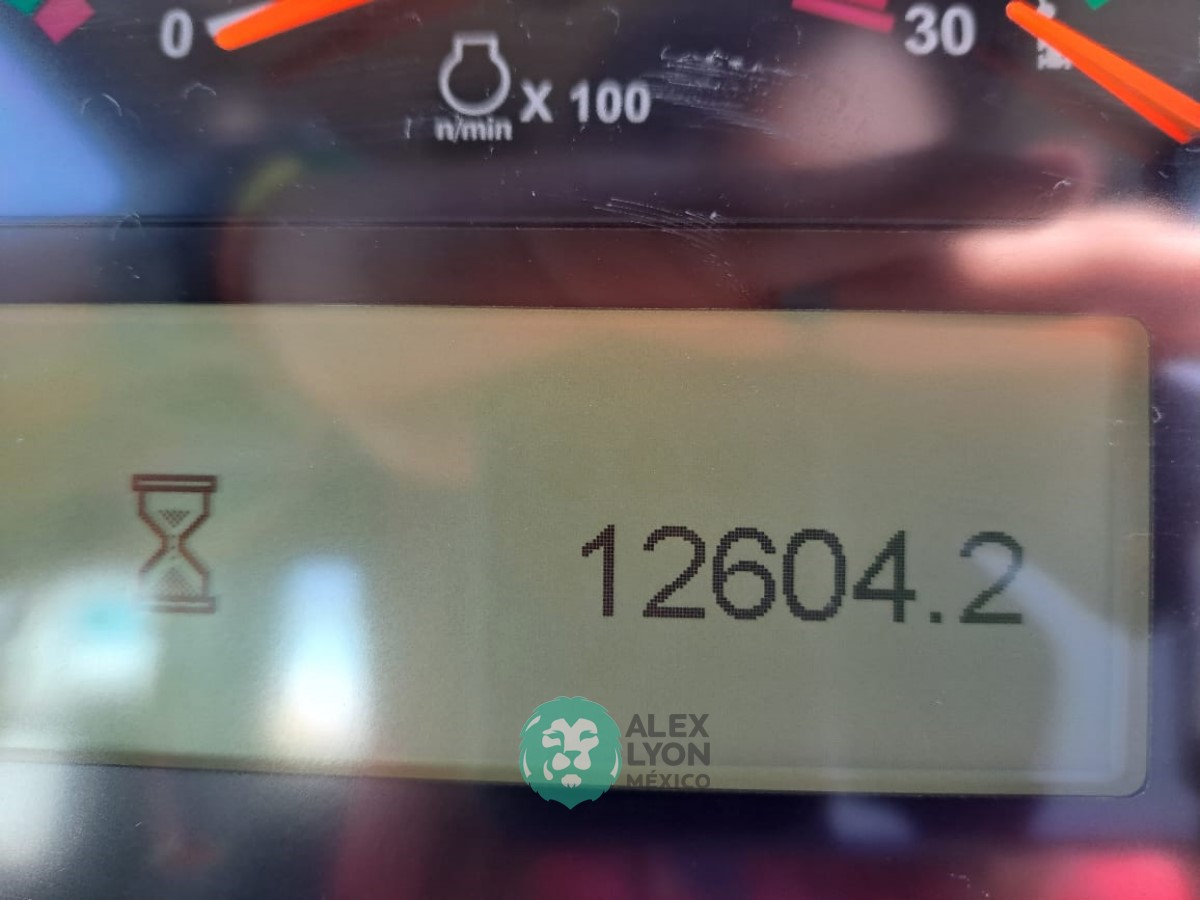 0
30
X 100
n/min
12604.2
ALEX
LYON
MÉXICO